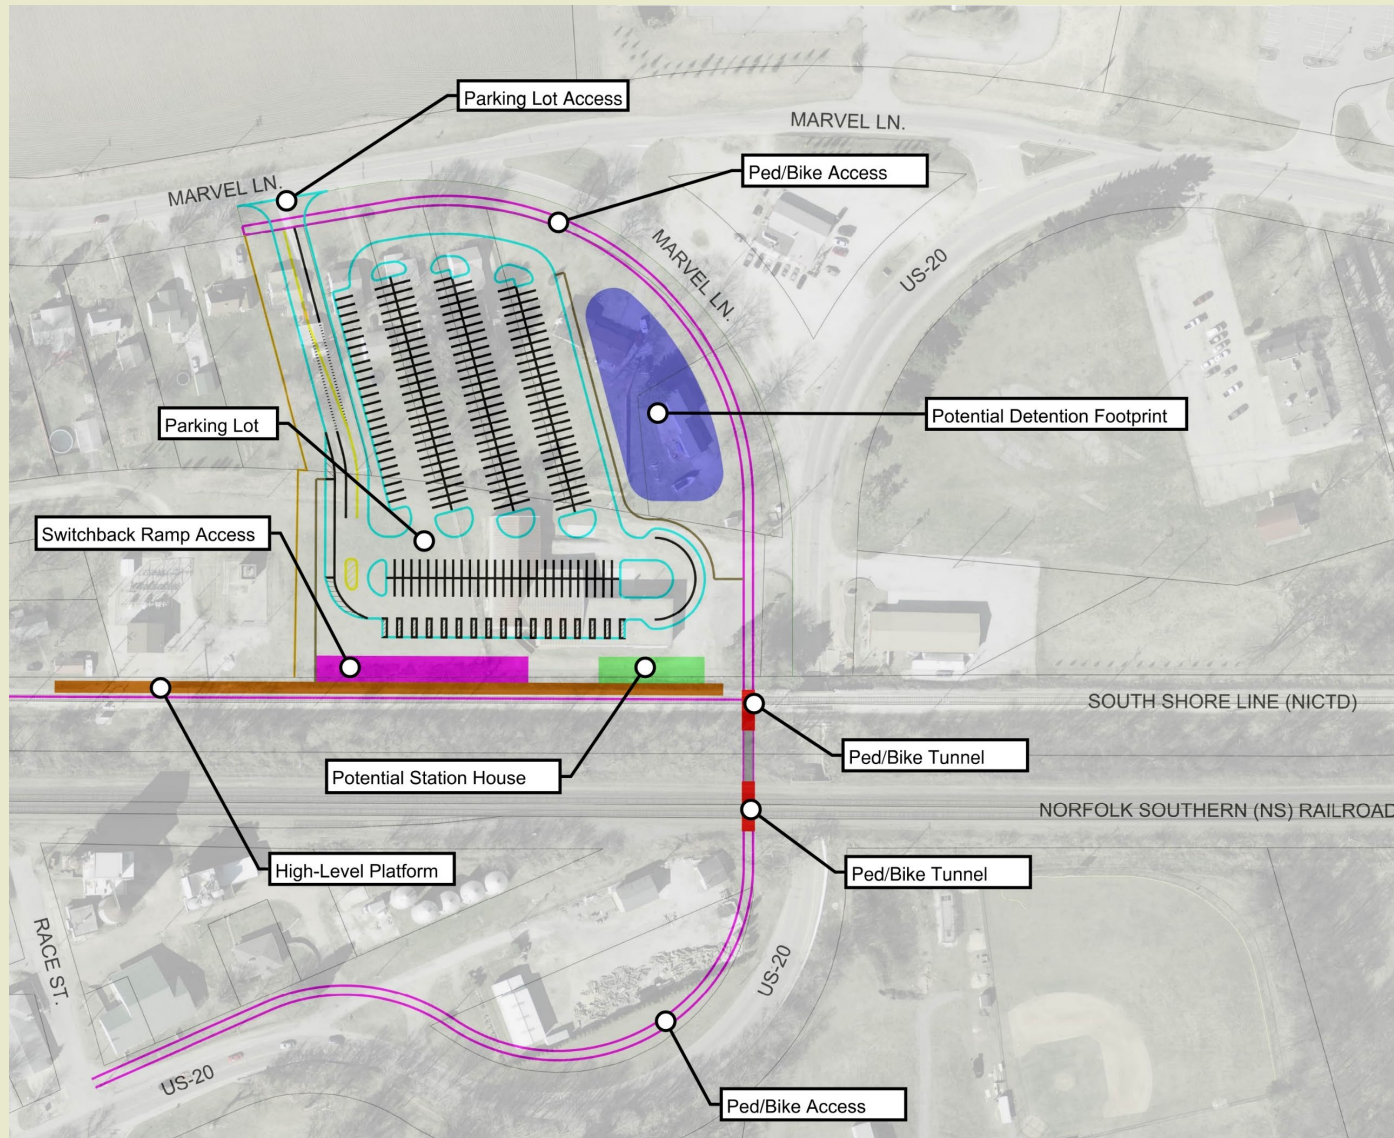 Parking Lot Access
MARVEL LN.
Ped/Bike Access
MARVEL LN.
MARVEL LN.
US-20
Parking Lot
Potential Detention Footprint
Switchback Ramp Access
SOUTH SHORE LINE (NICTD)
Ped/Bike Tunnel
Potential Station House
NORFOLK SOUTHERN (NS) RAILROAD
High-Level Platform
Ped/Bike Tunnel
RACE ST.
US-20
US-20
Ped/Bike Access